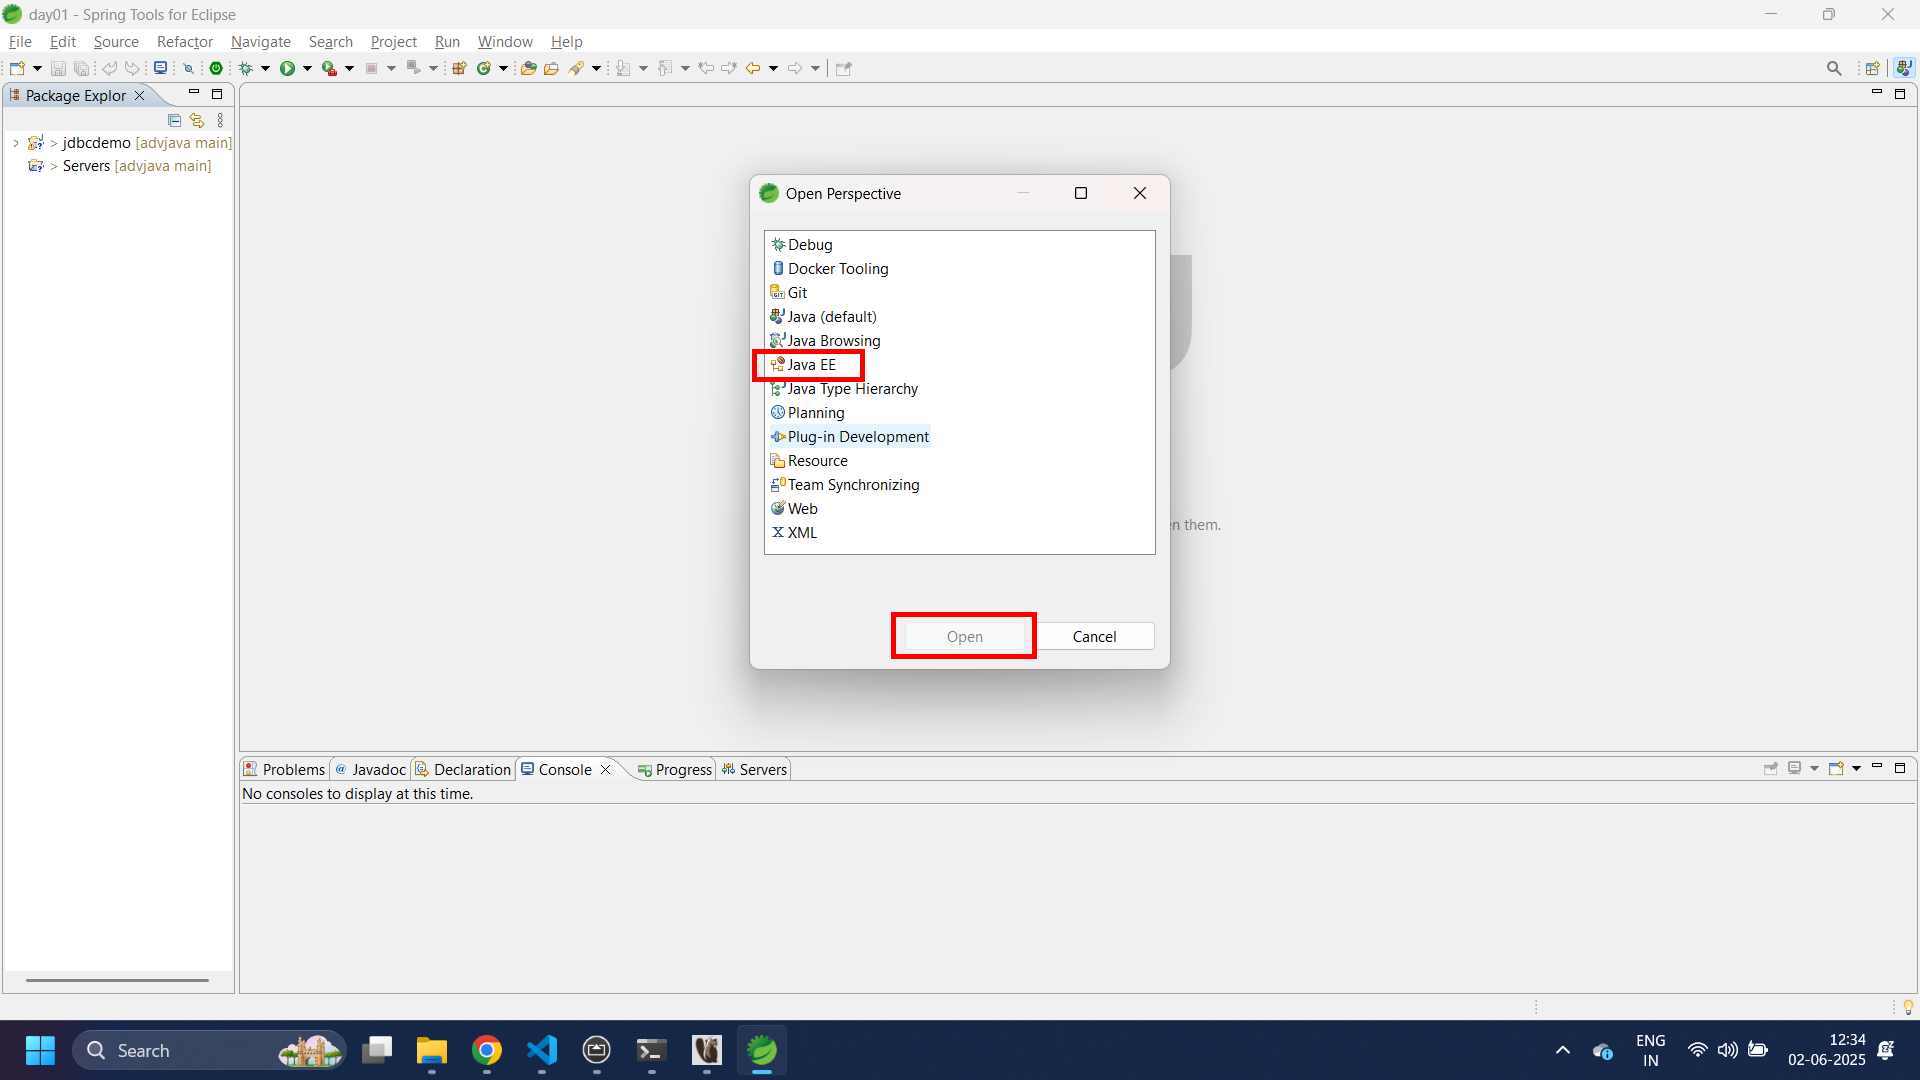 day01 - Spring Tools for Eclipse
File Edit Source Refactor Navigate Search Project Run Window Help
Package Explor
> jdbcdemo [advjava main]
> Servers [advjava main]
Open Perspective
Debug
Docker Tooling
Git
Java (default)
Java Browsing
Java EE
Java Type Hierarchy
Planning
Plug-in Development
Resource
Team Synchronizing
Web
XML
them.
Open Cancel
Problems Javadoc Declaration Console Progress Servers
No consoles to display at this time.
Search
ENG
IN
12:34
02-06-2025